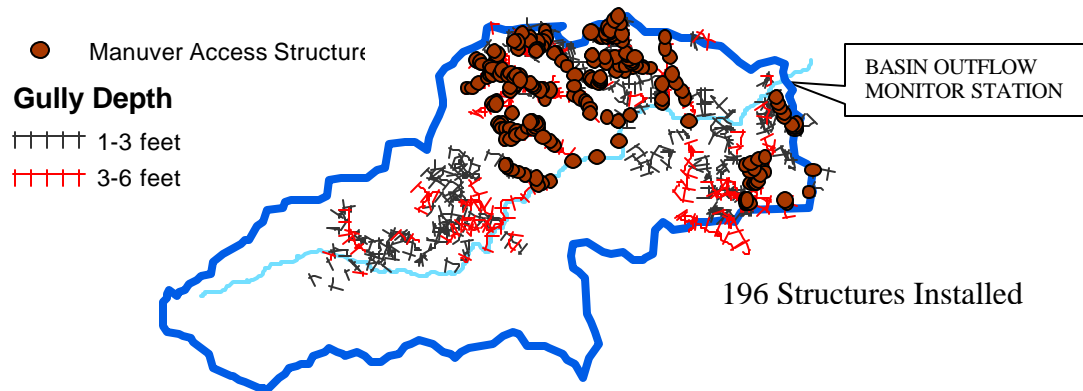 Manuver Access Structure
Gully Depth
1-3 feet
3-6 feet
BASIN OUTFLOW
MONITOR STATION
196 Structures Installed